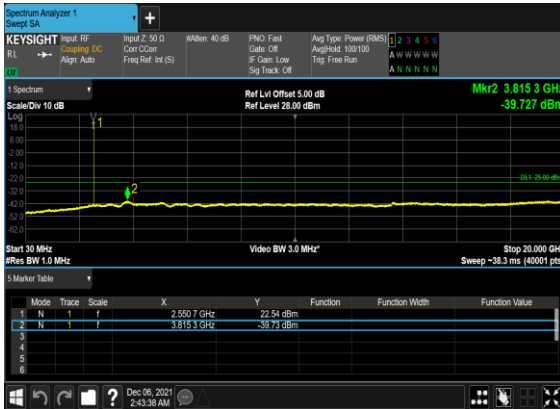 Spectrum Analyzer 1
Swept SA
+
KEYSIGHT Input: RF Input Z: 50 Ω #Atten: 40 dB PNO: Fast Avg Type: Power (RMS) 1 2 3 4 5 6
RL Coupling: DC Corr CCorr Gate: Off Avg|Hold: 100/100 A W W W W W
Align: Auto Freq Ref: Int (S) IF Gain: Low Trig: Free Run
Sig Track: Off A N N N N N
1 Spectrum
Ref Lvl Offset 5.00 dB Mkr2 3.815 3 GHz
Scale/Div 10 dB Ref Level 28.00 dBm -39.727 dBm
Log
18.0
8.00
-2.00
-12.0
-22.0
-32.0
-42.0
-52.0
-62.0
1
2
DL1 -25.00 dBm
Start 30 MHz Video BW 3.0 MHz* Stop 20.000 GH
#Res BW 1.0 MHz Sweep ~38.3 ms (40001 pts
5 Marker Table
Mode Trace Scale X Y Function Function Width Function Value
1 N 1 f 2.550 7 GHz 22.54 dBm
2 N 1 f 3.815 3 GHz -39.73 dBm
3
4
5
6
? Dec 06, 2021
2:43:38 AM